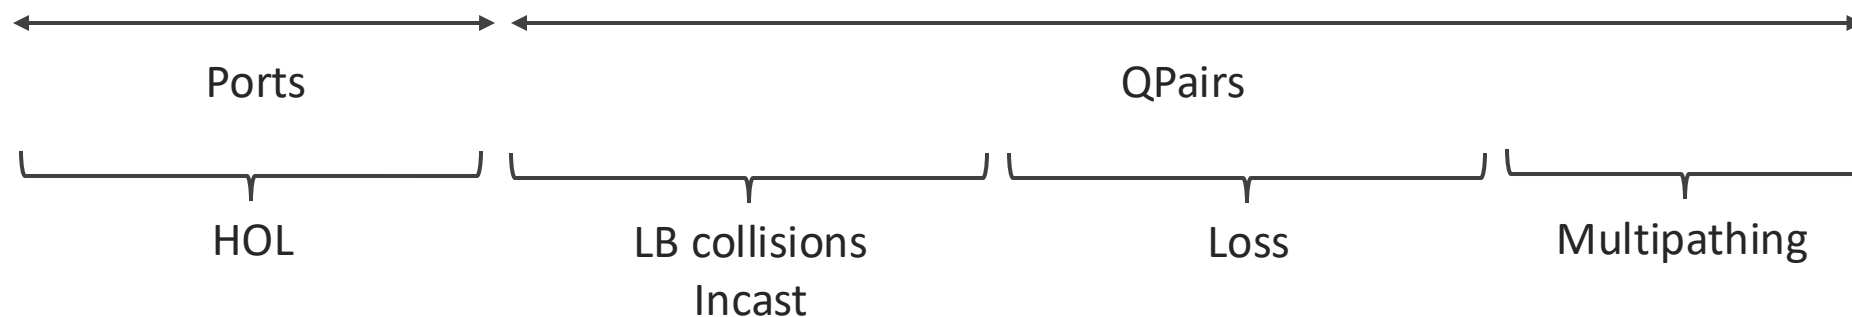 Ports
QPairs
HOL
LB collisions
Incast
Loss
Multipathing